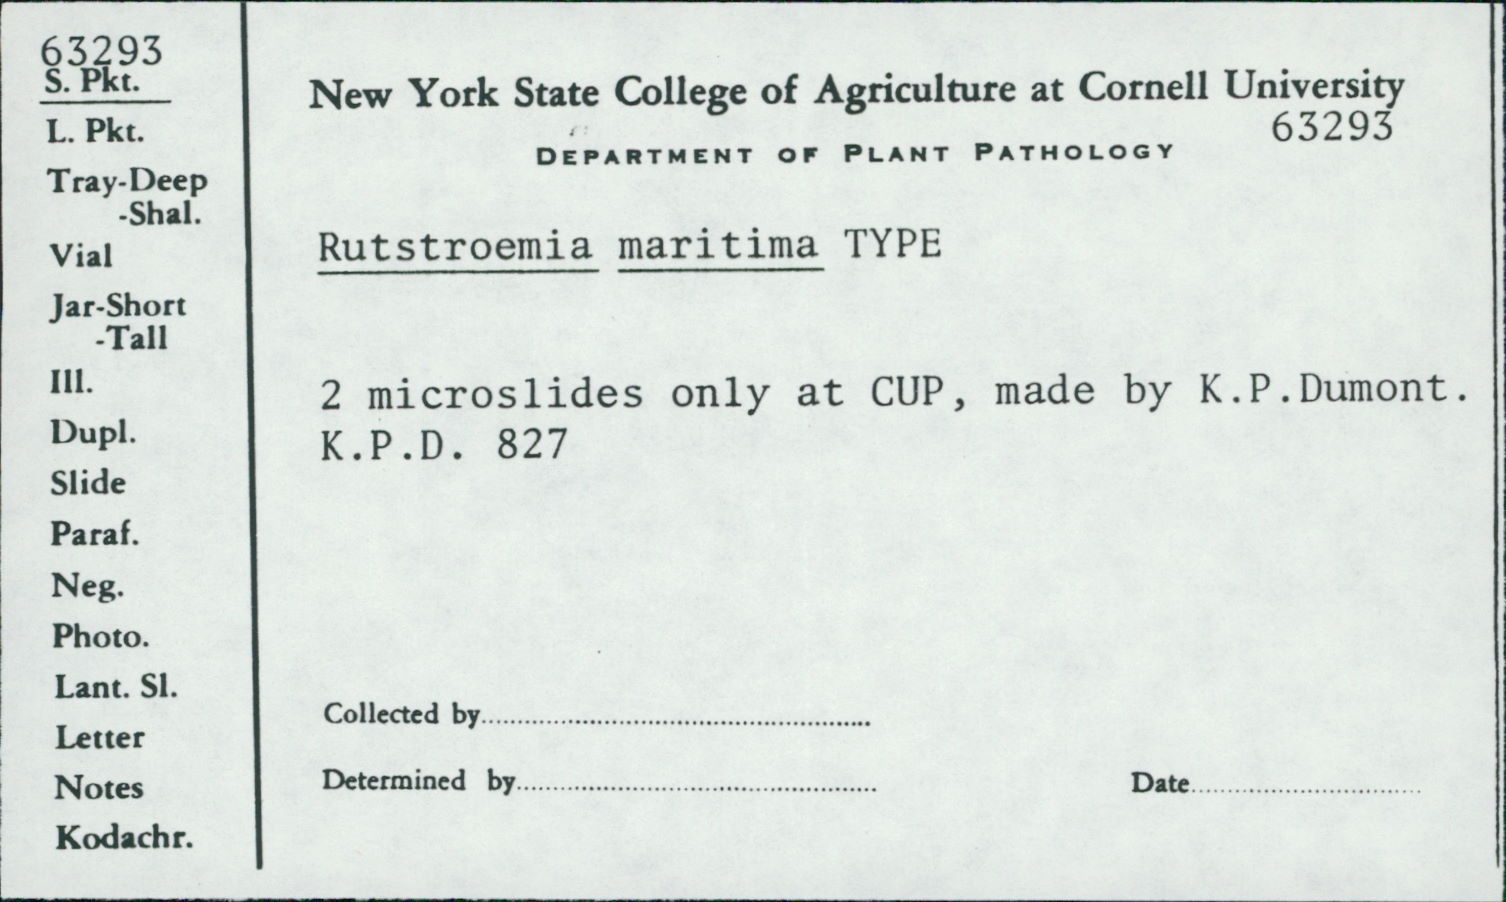 63293
S. Pkt.
L. Pkt.
Tray-Deep
-Shal.
Vial
Jar-Short
-Tall
Ill.
Dupl.
Slide
Paraf.
Neg.
Photo.
Lant. Sl.
Letter
Notes
Kodachr.
New York State College of Agriculture at Cornell University
63293
DEPARTMENT OF PLANT PATHOLOGY
Rutstroemia maritima TYPE
2 microslides only at CUP, made by K.P.Dumont.
K.P.D. 827
Collected by
Determined by
Date